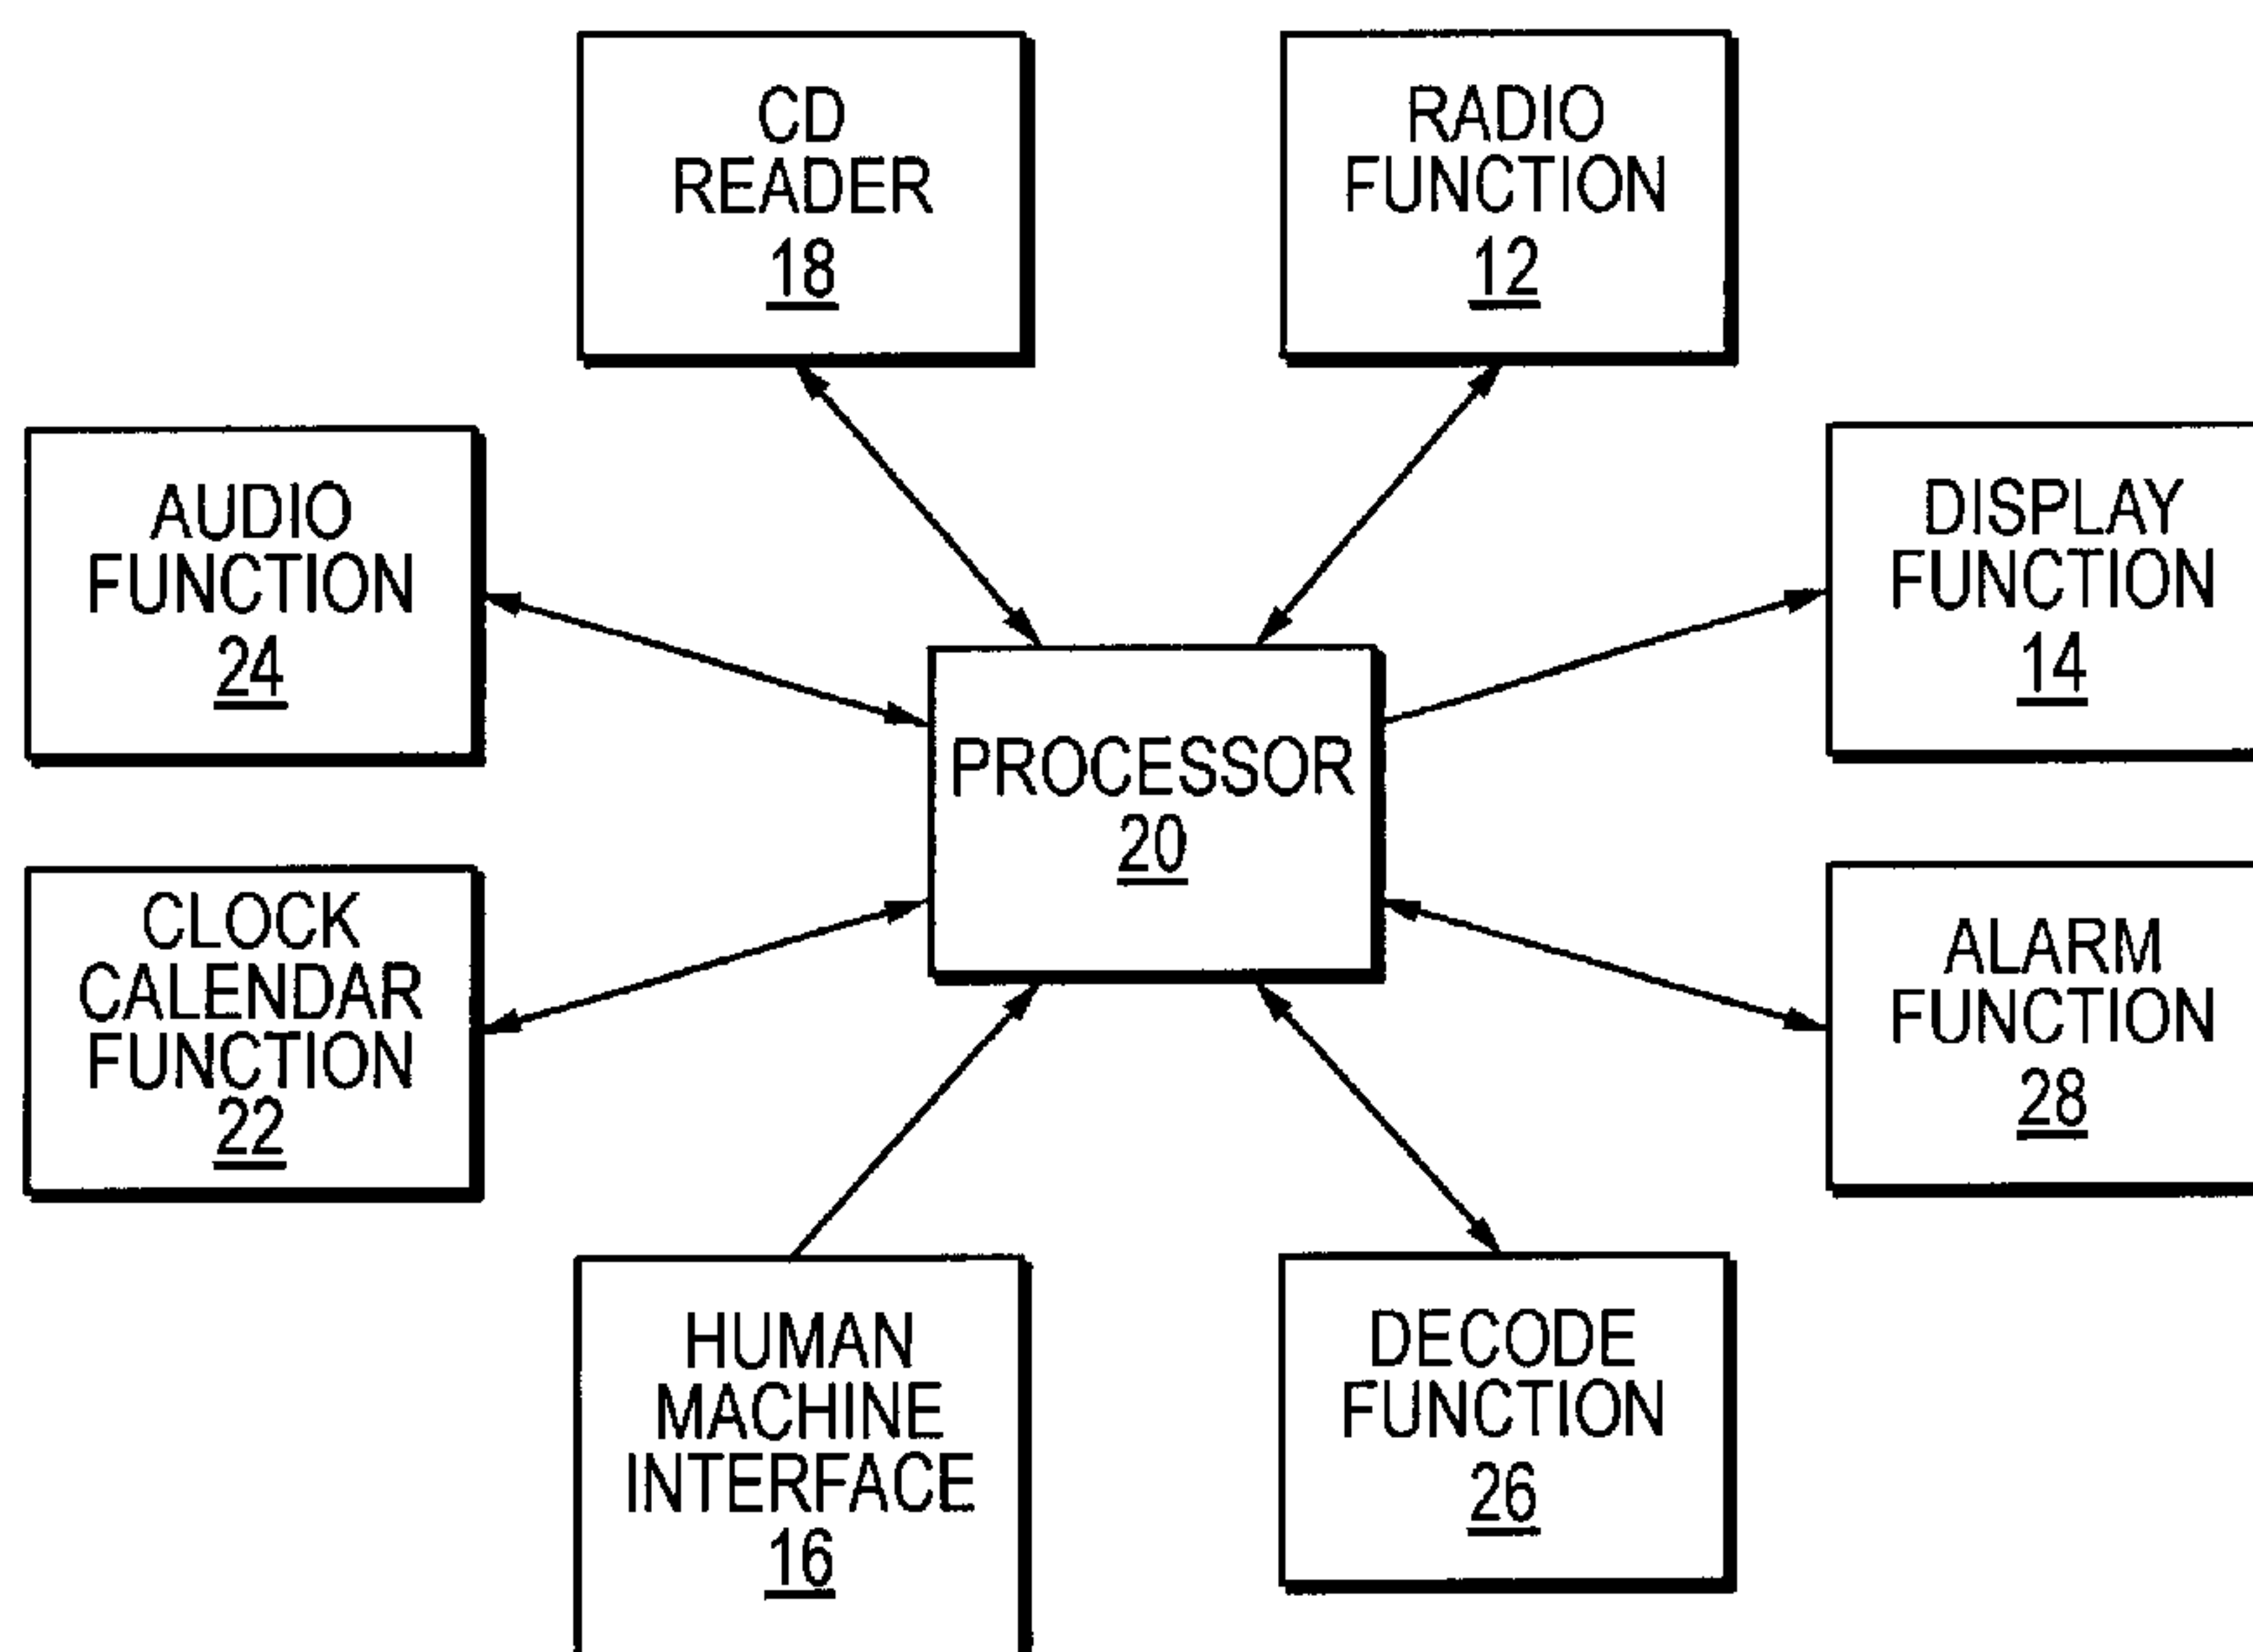 CD
READER
18
RADIO
FUNCTION
12
AUDIO
FUNCTION
24
DISPLAY
FUNCTION
14
PROCESSOR
20
CLOCK
CALENDAR
FUNCTION
22
ALARM
FUNCTION
28
HUMAN
MACHINE
INTERFACE
16
DECODE
FUNCTION
26